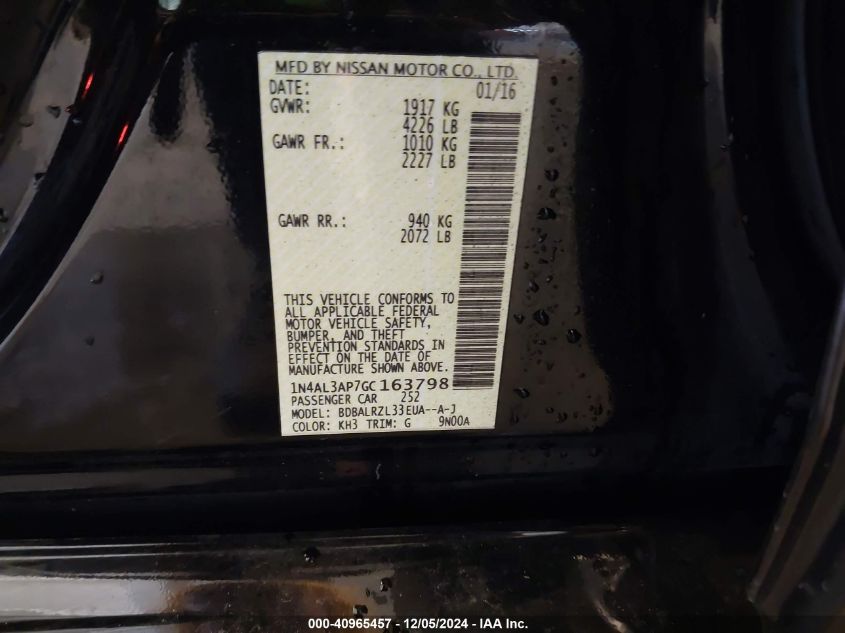 MFD BY NISSAN MOTOR CO., LTD.
DATE: 01/16
GVWR: 1917 KG
4226 LB
GAWR FR.: 1010 KG
2227 LB
GAWR RR.: 940 KG
2072 LB
THIS VEHICLE CONFORMS TO
ALL APPLICABLE FEDERAL
MOTOR VEHICLE SAFETY,
BUMPER, AND THEFT
PREVENTION STANDARDS IN
EFFECT ON THE DATE OF
MANUFACTURE SHOWN ABOVE.
1N4AL3AP7GC163798
PASSENGER CAR 252
MODEL: BDBALRZL33EUA--A-J
COLOR: KH3 TRIM: G 9N00A
000-40965457 - 12/05/2024 - IAA Inc.